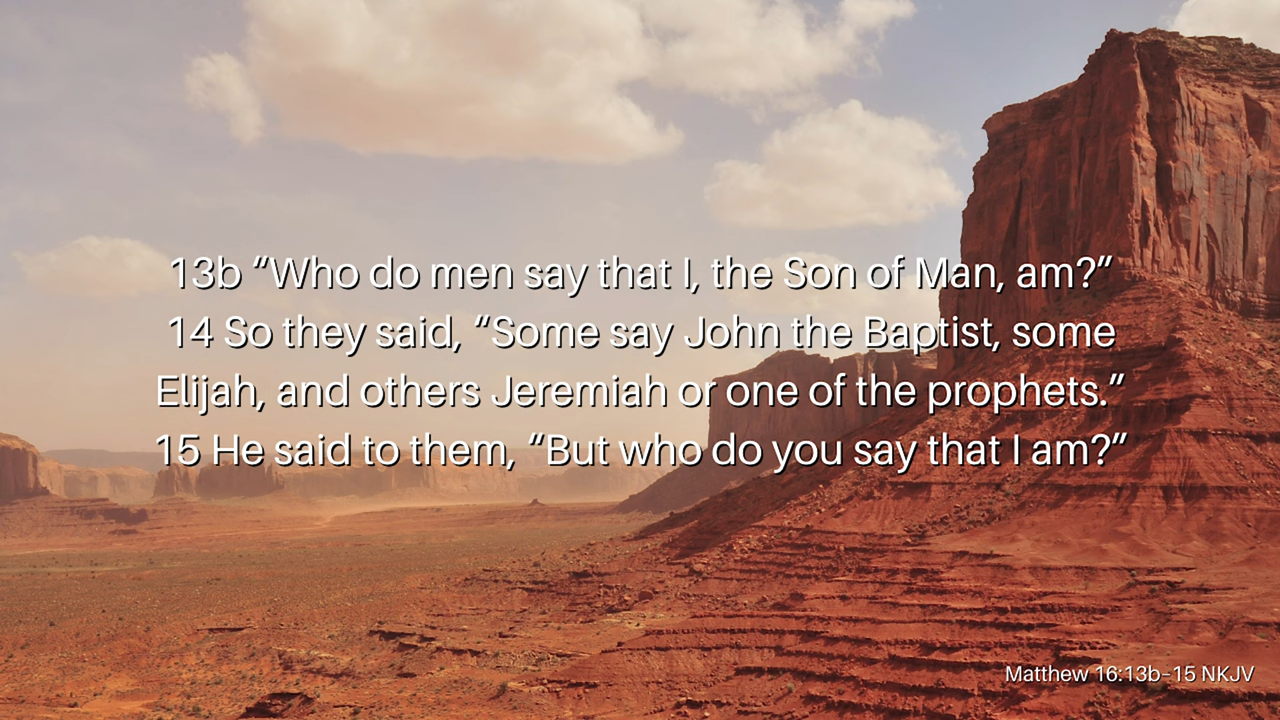 13b “Who do men say that I, the Son of Man, am?”
14 So they said, “Some say John the Baptist, some
Elijah, and others Jeremiah or one of the prophets.”
15 He said to them, “But who do you say that I am?”
Matthew 16:13b-15 NKJV